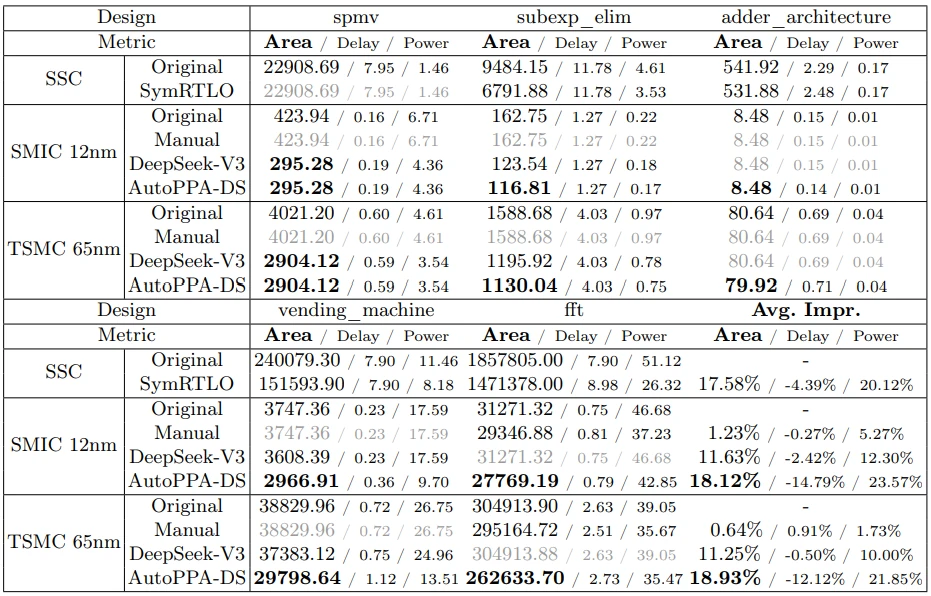 Design spmv subexp_elim adder_architecture
Metric Area / Delay / Power Area / Delay / Power Area / Delay / Power
SSC
Original 22908.69 / 7.95 / 1.46 9484.15 / 11.78 / 4.61 541.92 / 2.29 / 0.17
SymRTLO 22908.69 / 7.95 / 1.46 6791.88 / 11.78 / 3.53 531.88 / 2.48 / 0.17
SMIC 12nm
Original 423.94 / 0.16 / 6.71 162.75 / 1.27 / 0.22 8.48 / 0.15 / 0.01
Manual 423.94 / 0.16 / 6.71 162.75 / 1.27 / 0.22 8.48 / 0.15 / 0.01
DeepSeek-V3 295.28 / 0.19 / 4.36 123.54 / 1.27 / 0.18 8.48 / 0.15 / 0.01
AutoPPA-DS 295.28 / 0.19 / 4.36 116.81 / 1.27 / 0.17 8.48 / 0.14 / 0.01
TSMC 65nm
Original 4021.20 / 0.60 / 4.61 1588.68 / 4.03 / 0.97 80.64 / 0.69 / 0.04
Manual 4021.20 / 0.60 / 4.61 1588.68 / 4.03 / 0.97 80.64 / 0.69 / 0.04
DeepSeek-V3 2904.12 / 0.59 / 3.54 1195.92 / 4.03 / 0.78 80.64 / 0.69 / 0.04
AutoPPA-DS 2904.12 / 0.59 / 3.54 1130.04 / 4.03 / 0.75 79.92 / 0.71 / 0.04
Design vending_machine fft Avg. Impr.
Metric Area / Delay / Power Area / Delay / Power Area / Delay / Power
SSC
Original 240079.30 / 7.90 / 11.46 1857805.00 / 7.90 / 51.12 -
SymRTLO 151593.90 / 7.90 / 8.18 1471378.00 / 8.98 / 26.32 17.58% / -4.39% / 20.12%
SMIC 12nm
Original 3747.36 / 0.23 / 17.59 31271.32 / 0.75 / 46.68 -
Manual 3747.36 / 0.23 / 17.59 29346.88 / 0.81 / 37.23 1.23% / -0.27% / 5.27%
DeepSeek-V3 3608.39 / 0.23 / 17.59 31271.32 / 0.75 / 46.68 11.63% / -2.42% / 12.30%
AutoPPA-DS 2966.91 / 0.36 / 9.70 27769.19 / 0.79 / 42.85 18.12% / -14.79% / 23.57%
TSMC 65nm
Original 38829.96 / 0.72 / 26.75 304913.90 / 2.63 / 39.05 -
Manual 38829.96 / 0.72 / 26.75 295164.72 / 2.51 / 35.67 0.64% / 0.91% / 1.73%
DeepSeek-V3 37383.12 / 0.75 / 24.96 304913.88 / 2.63 / 39.05 11.25% / -0.50% / 10.00%
AutoPPA-DS 29798.64 / 1.12 / 13.51 262633.70 / 2.73 / 35.47 18.93% / -12.12% / 21.85%